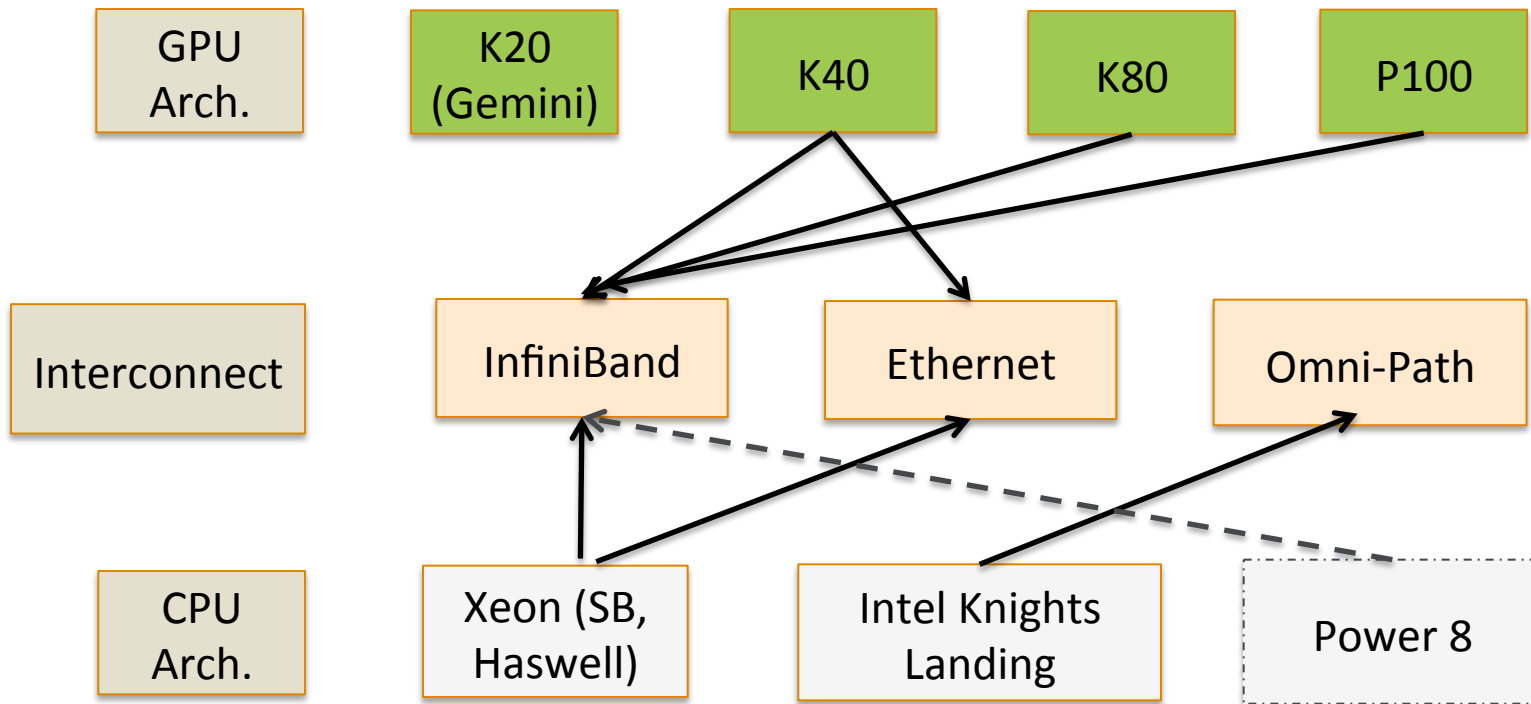 GPU
Arch.
K20
(Gemini)
K40
K80
P100
Interconnect
InfiniBand
Ethernet
Omni-Path
CPU
Arch.
Xeon (SB,
Haswell)
Intel Knights
Landing
Power 8